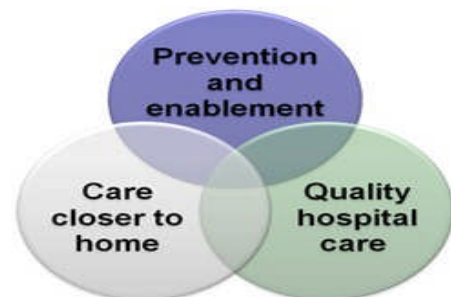 Prevention
and
enablement
Care
closer to
home
Quality
hospital
care